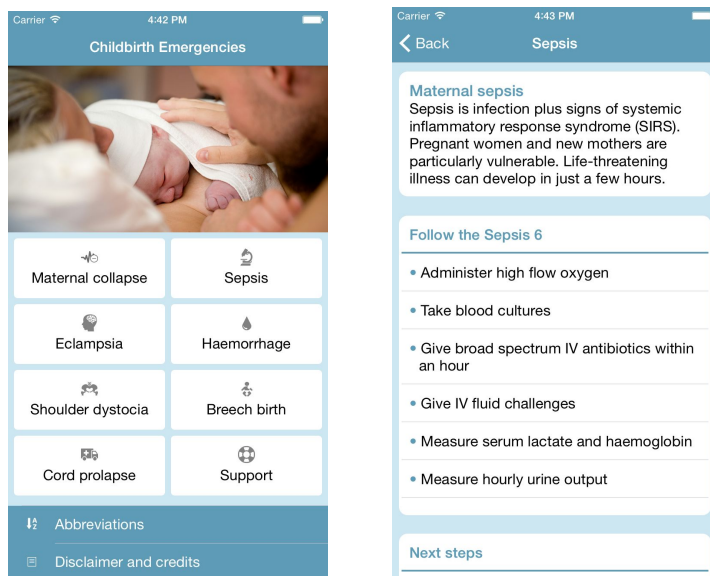 Carrier 4:42 PM
Childbirth Emergencies
Maternal collapse
Sepsis
Eclampsia
Haemorrhage
Shoulder dystocia
Breech birth
Cord prolapse
Support
Abbreviations
Disclaimer and credits
Carrier 4:43 PM
Back Sepsis
Maternal sepsis
Sepsis is infection plus signs of systemic
inflammatory response syndrome (SIRS).
Pregnant women and new mothers are
particularly vulnerable. Life-threatening
illness can develop in just a few hours.
Follow the Sepsis 6
• Administer high flow oxygen
• Take blood cultures
• Give broad spectrum IV antibiotics within
an hour
• Give IV fluid challenges
• Measure serum lactate and haemoglobin
• Measure hourly urine output
Next steps